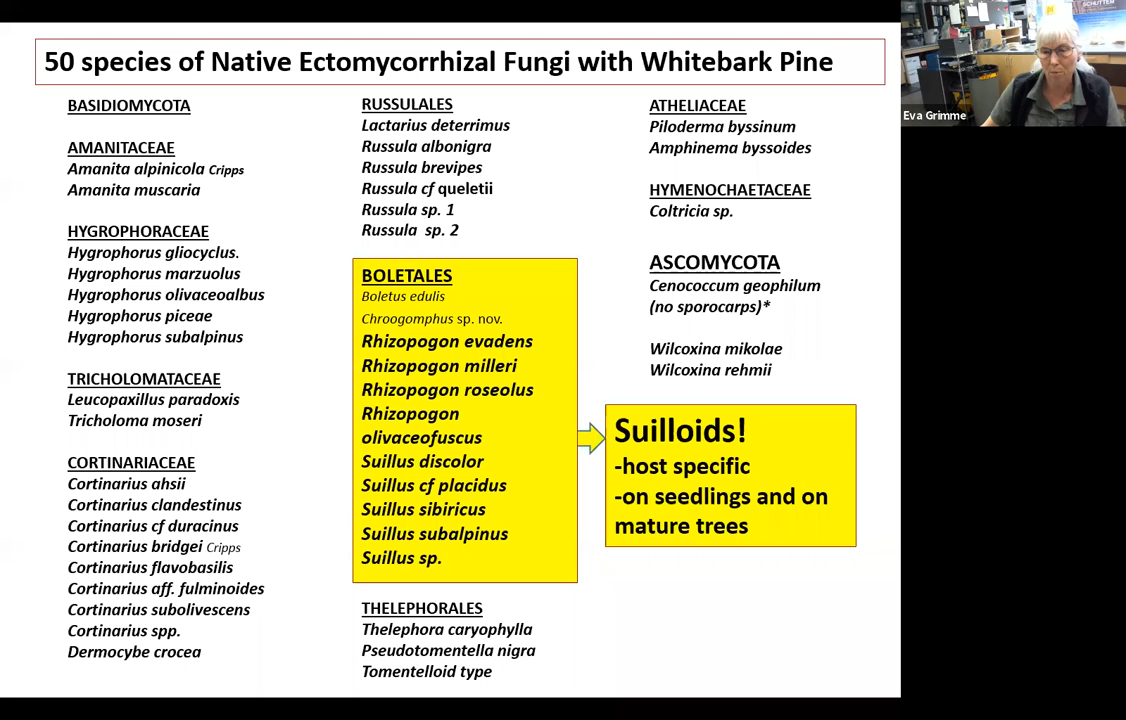 50 species of Native Ectomycorrhizal Fungi with Whitebark Pine
BASIDIOMYCOTA
AMANITACEAE
Amanita alpinicola Cripps
Amanita muscaria
HYGROPHORACEAE
Hygrophorus gliocyclus.
Hygrophorus marzuolus
Hygrophorus olivaceoalbus
Hygrophorus piceae
Hygrophorus subalpinus
TRICHOLOMATACEAE
Leucopaxillus paradoxis
Tricholoma moseri
CORTINARIACEAE
Cortinarius ahsii
Cortinarius clandestinus
Cortinarius cf duracinus
Cortinarius bridgei Cripps
Cortinarius flavobasilis
Cortinarius aff. fulminoides
Cortinarius subolivescens
Cortinarius spp.
Dermocybe crocea
RUSSULALES
Lactarius deterrimus
Russula albonigra
Russula brevipes
Russula cf queletii
Russula sp. 1
Russula sp. 2
BOLETALES
Boletus edulis
Chroogomphus sp. nov.
Rhizopogon evadens
Rhizopogon milleri
Rhizopogon roseolus
Rhizopogon
olivaceofuscus
Suillus discolor
Suillus cf placidus
Suillus sibiricus
Suillus subalpinus
Suillus sp.
THELEPHORALES
Thelephora caryophylla
Pseudotomentella nigra
Tomentelloid type
ATHELIACEAE
Piloderma byssinum
Amphinema byssoides
HYMENOCHAETACEAE
Coltricia sp.
ASCOMYCOTA
Cenococcum geophilum
(no sporocarps)*
Wilcoxina mikolae
Wilcoxina rehmii
Suilloids!
-host specific
-on seedlings and on
mature trees
SCHUTTER
Eva Grimme